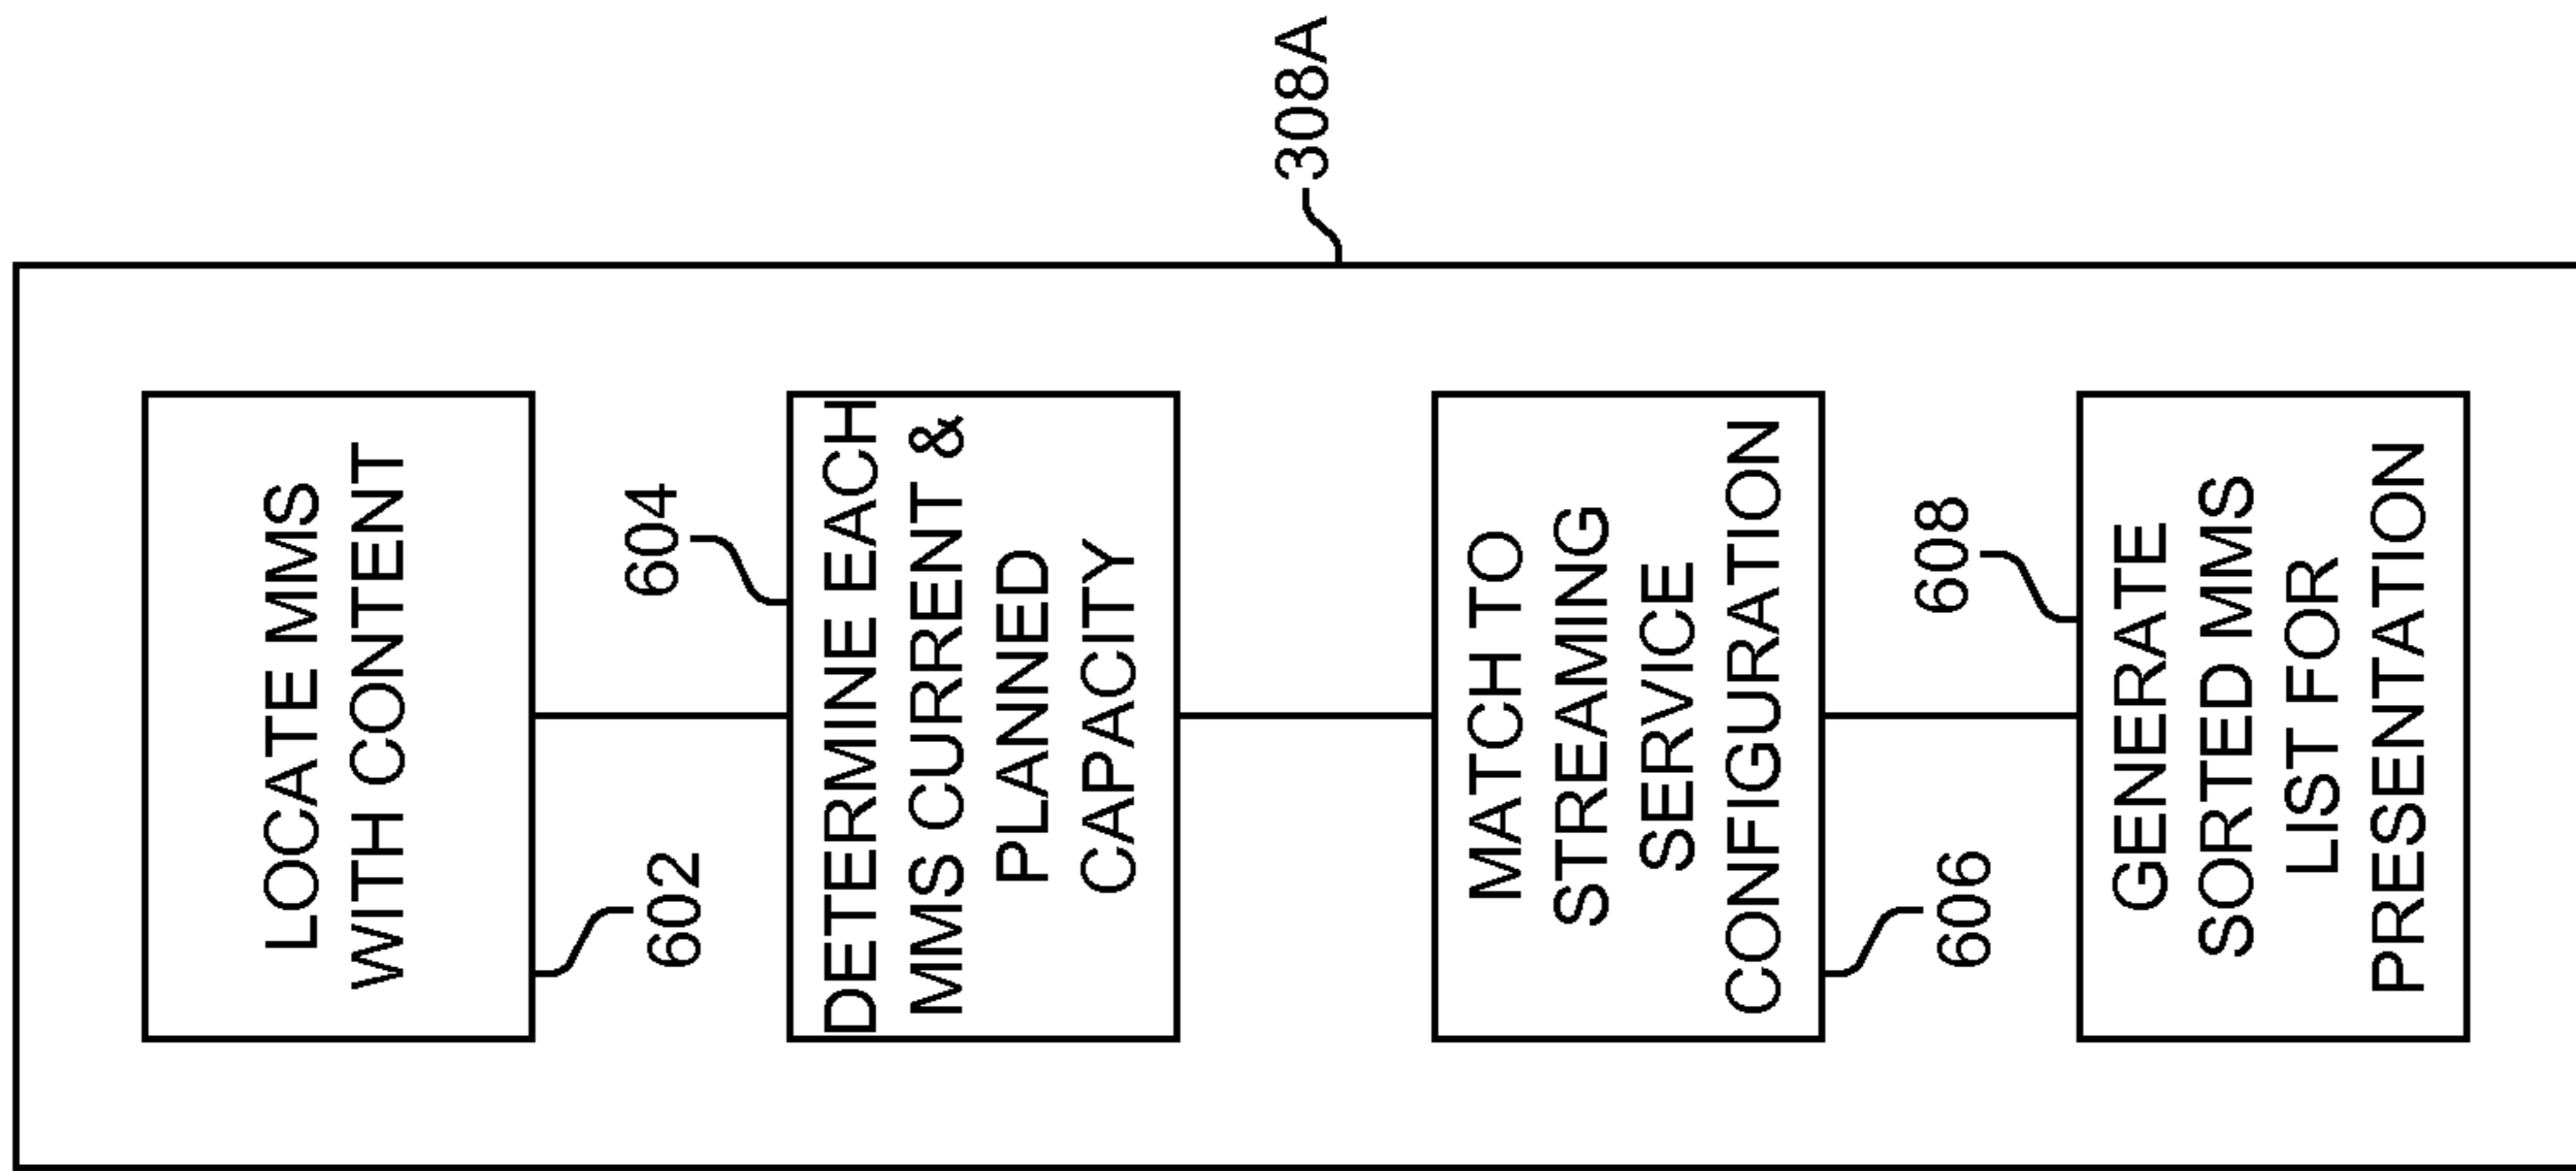 308A
LOCATE MMS
WITH CONTENT
602
604
DETERMINE EACH
MMS CURRENT &
PLANNED
CAPACITY
MATCH TO
STREAMING
SERVICE
CONFIGURATION
606
608
GENERATE
SORTED MMS
LIST FOR
PRESENTATION